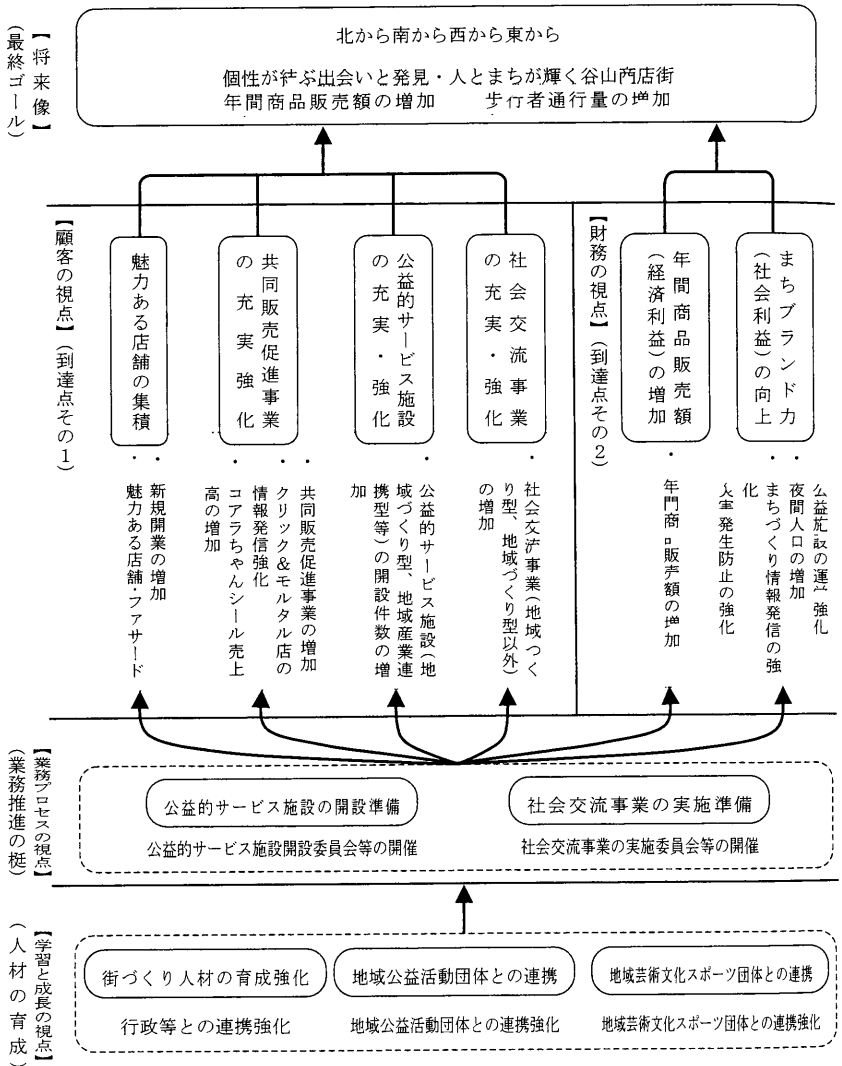 【将来像】
（最終ゴール）
北から南から西から東から
個性が結ぶ出会いと発見・人とまちが輝く谷山商店街
年間商品販売額の増加 歩行者通行量の増加
【顧客の視点】（到達点その１）
魅力ある店舗の集積
・新規開業の増加
・魅力ある店舗・ファサード
共同販売促進事業
の充実強化
・共同販売促進事業の増加
・クリック＆モルタル店の
情報発信強化
・コアラちゃんシール売上
高の増加
公益的サービス施設
の充実・強化
・公益的サービス施設（地
域づくり型、地域産業連
携型等）の開設件数の増
加
社会交流事業
の充実・強化
・社会交流事業（地域つく
り型、地域づくり型以外）
の増加
【財務の視点】（到達点その２）
年間商品販売額
（経済利益）の増加
・年間商品販売額の増加
まちブランド力
（社会利益）の向上
公益施設の運営強化
夜間人口の増加
・まちづくり情報発信の強
化
発生防止の強化
【業務プロセスの視点】
（業務推進の梃）
公益的サービス施設の開設準備
公益的サービス施設開設委員会等の開催
社会交流事業の実施準備
社会交流事業の実施委員会等の開催
【学習と成長の視点】
（人材の育成）
街づくり人材の育成強化
行政等との連携強化
地域公益活動団体との連携
地域公益活動団体との連携強化
地域芸術文化スポーツ団体との連携
地域芸術文化スポーツ団体との連携強化